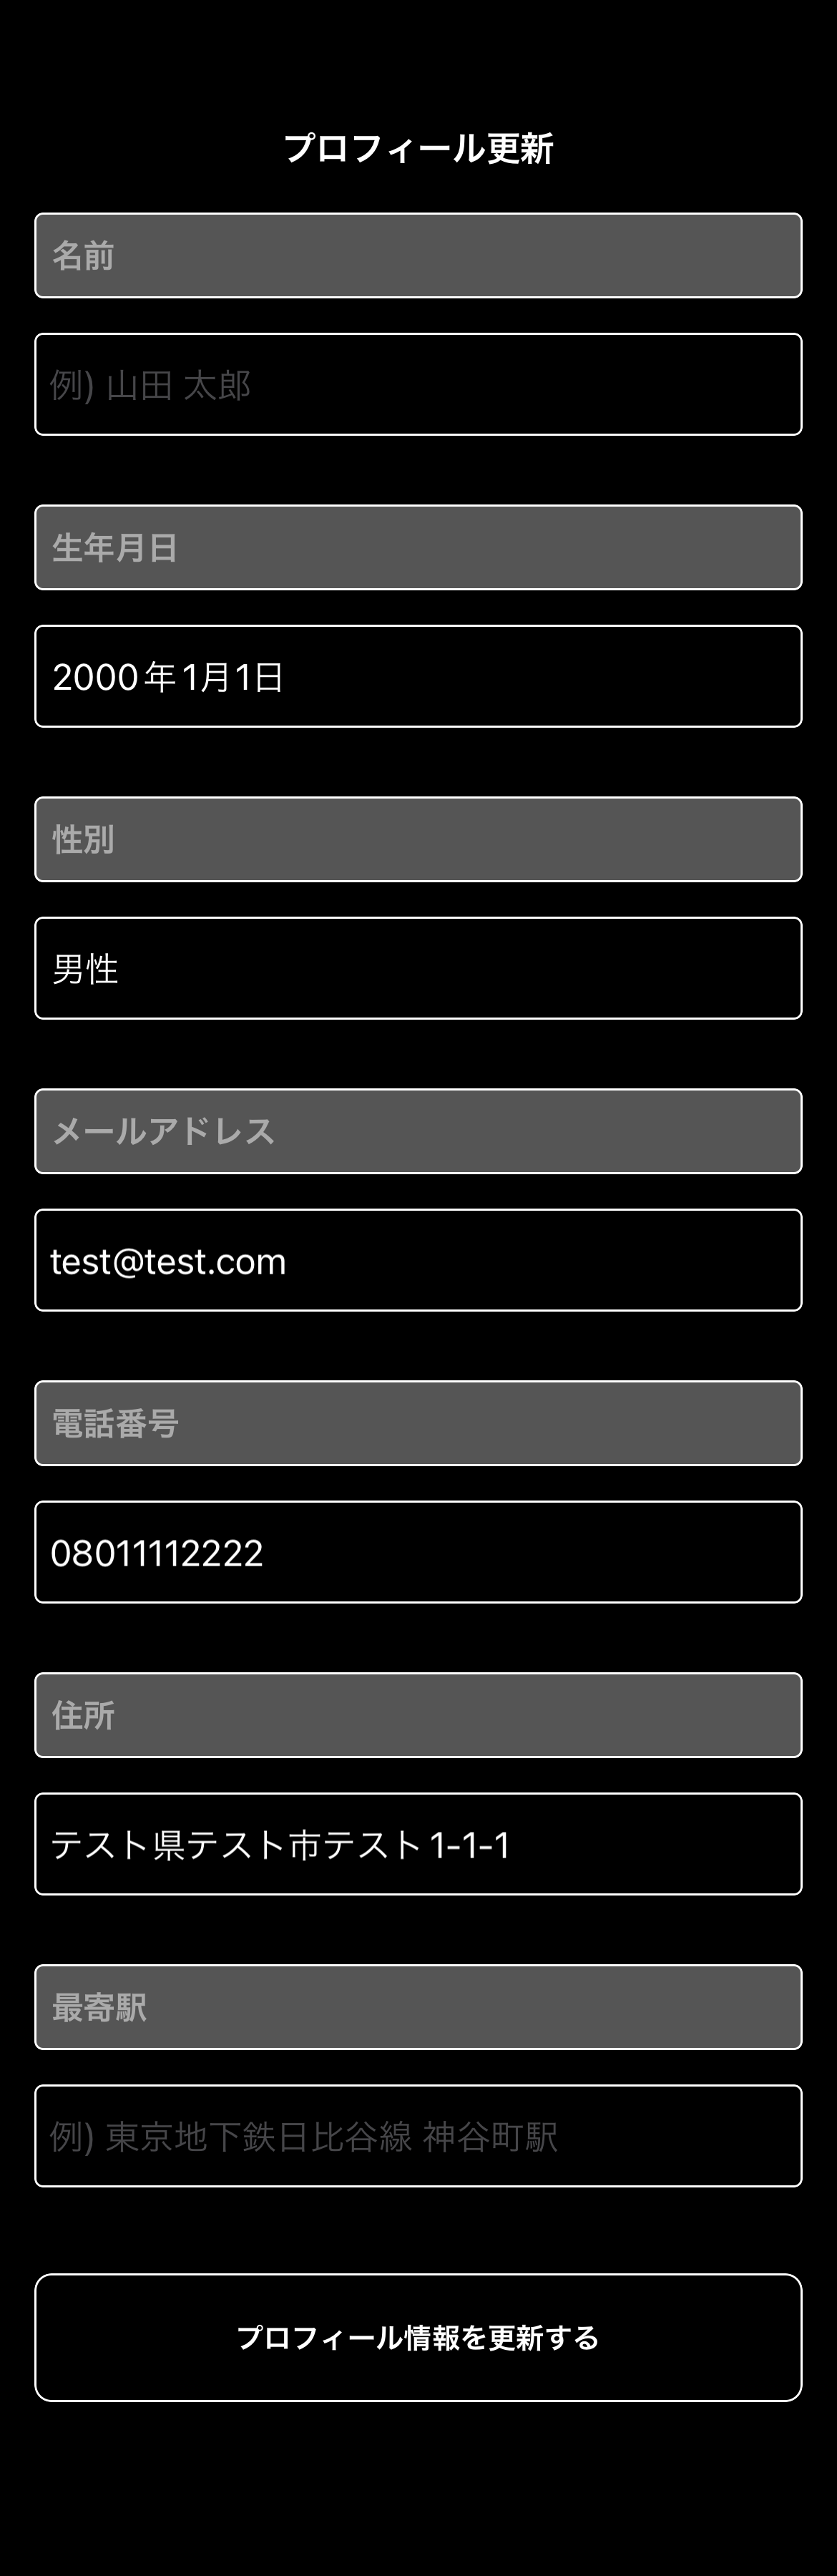 プロフィール更新
名前
例) 山田 太郎
生年月日
2000年1月1日
性別
男性
メールアドレス
test@test.com
電話番号
08011112222
住所
テスト県テスト市テスト1-1-1
最寄駅
例) 東京地下鉄日比谷線 神谷町駅
プロフィール情報を更新する